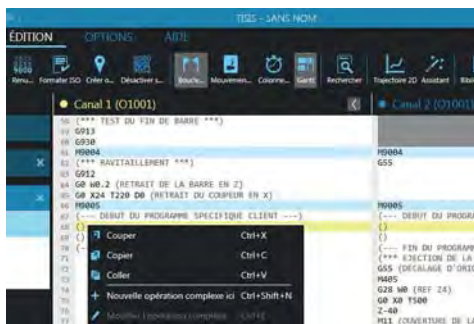 TISIS - SANS NOM
ÉDITION OPTIONS AIDE
Renu... Formater ISO Créer o... Désactiver s... Boucle... Mouvemen... Colonne... Gantt Rechercher Trajectoire 2D Assistant
Canal 1 (O1001)
(*** TEST DU FIN DE BARRE ***)
G913
G930
M9004
(*** RAVITAILLEMENT ***)
G912
G0 W0.2 (RETRAIT DE LA BARRE EN Z)
G0 X24 T220 D0 (RETRAIT DU COUPEUR EN X)
M9005
(--- DEBUT DU PROGRAMME SPECIFIQUE CLIENT ---)
()
()
(--
Couper Ctrl+X
Copier Ctrl+C
Coller Ctrl+V
Nouvelle opération complexe ici Ctrl+Shift+N
Canal 2 (O1001)
M9004
G55
M9005
(--- DEBUT DU PROG
()
()
(--- FIN DU PROGRAMM
(*** EJECTION DE LA
G55 (DECALAGE D'ORI
M405
G28 W0 (REF Z4)
G0 X0 T500
Z-40
M11 (OUVERTURE DE L